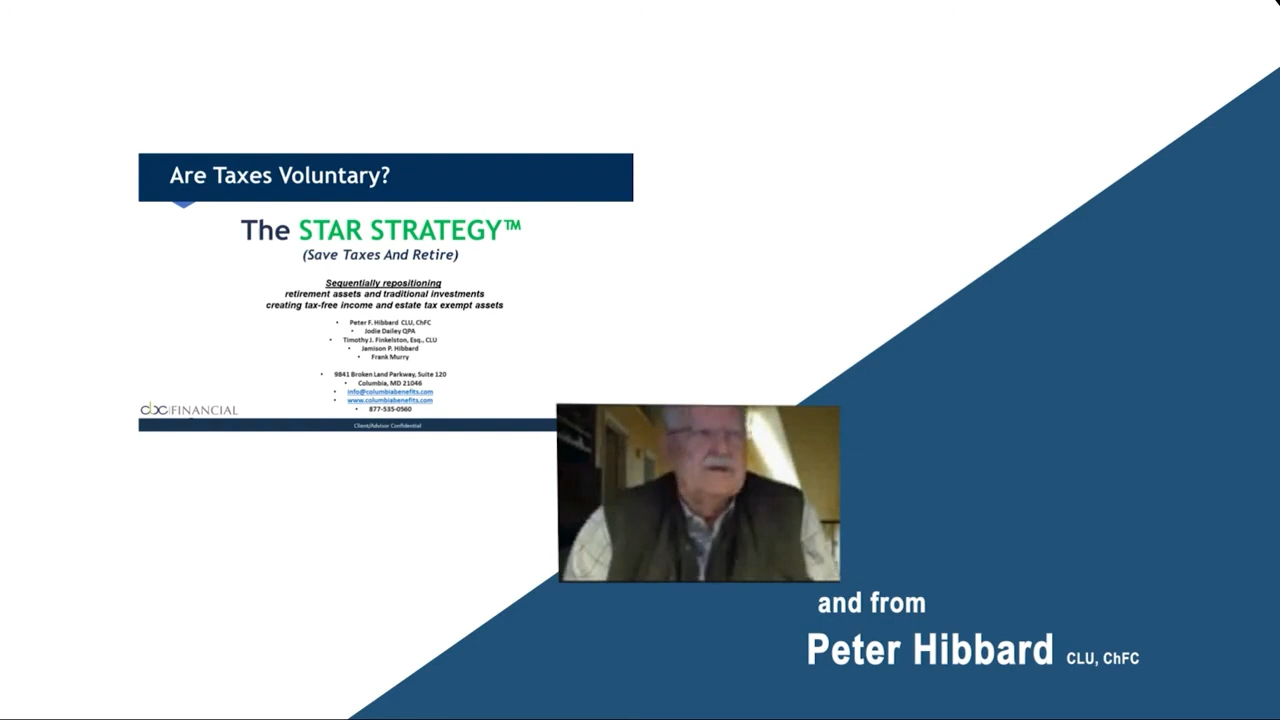 Are Taxes Voluntary?
The STAR STRATEGY™
(Save Taxes And Retire)
Sequentially repositioning
retirement assets and traditional investments
creating tax-free income and estate tax exempt assets
• Peter F. Hibbard CLU, ChFC
• Jodie Dailey QPA
• Timothy J. Finkelston, Esq., CLU
• Jamison P. Hibbard
• Frank Murry
• 9841 Broken Land Parkway, Suite 120
• Columbia, MD 21046
• info@columbiabenefits.com
• www.columbiabenefits.com
• 877-535-0560
cbc|FINANCIAL
Client/Advisor Confidential
and from
Peter Hibbard CLU, ChFC